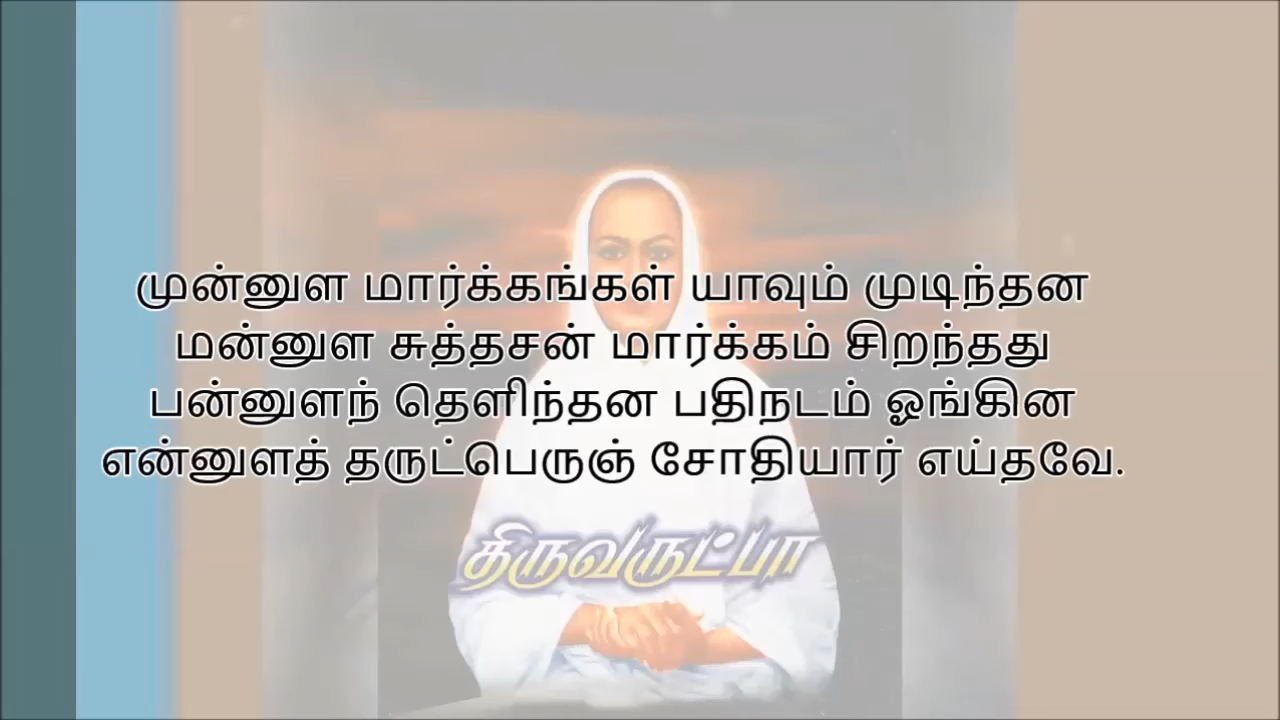 முன்னுள மார்க்கங்கள் யாவும் முடிந்தன
மன்னுள சுத்தசன் மார்க்கம் சிறந்தது
பன்னுளந் தெளிந்தன பதிநடம் ஓங்கின
என்னுளத் தருட்பெருஞ் சோதியார் எய்தவே.
திருவருட்பா